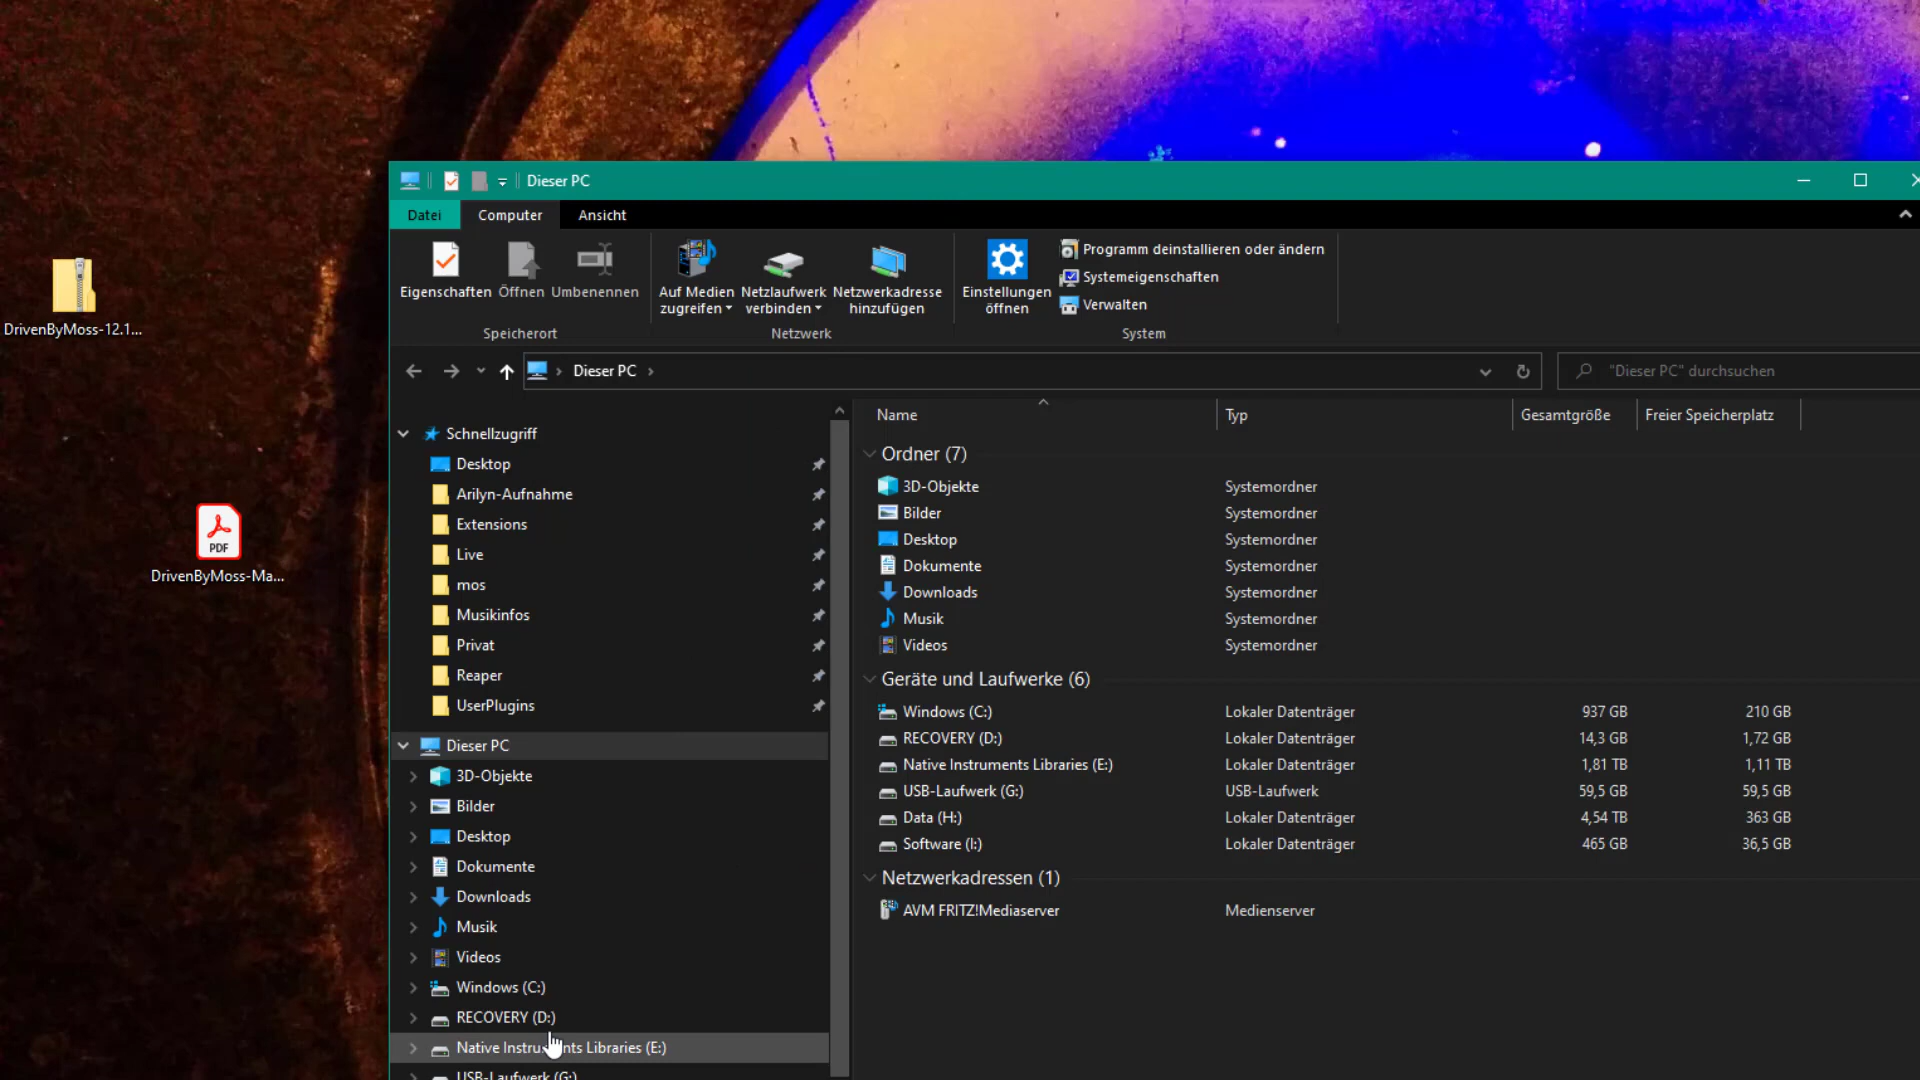 DrivenByMoss-12.1...
PDF
DrivenByMoss-Ma...
Dieser PC
Datei
Computer
Ansicht
Eigenschaften
Öffnen
Umbenennen
Speicherort
Auf Medien
zugreifen
Netzlaufwerk
verbinden
Netzwerkadresse
hinzufügen
Netzwerk
Einstellungen
öffnen
Programm deinstallieren oder ändern
Systemeigenschaften
Verwalten
System
Dieser PC
"Dieser PC" durchsuchen
Schnellzugriff
Desktop
Arilyn-Aufnahme
Extensions
Live
mos
Musikinfos
Privat
Reaper
UserPlugins
Dieser PC
3D-Objekte
Bilder
Desktop
Dokumente
Downloads
Musik
Videos
Windows (C:)
RECOVERY (D:)
Native Instruments Libraries (E:)
USB-Laufwerk (G:)
Name Typ Gesamtgröße Freier Speicherplatz
Ordner (7)
3D-Objekte Systemordner
Bilder Systemordner
Desktop Systemordner
Dokumente Systemordner
Downloads Systemordner
Musik Systemordner
Videos Systemordner
Geräte und Laufwerke (6)
Windows (C:) Lokaler Datenträger 937 GB 210 GB
RECOVERY (D:) Lokaler Datenträger 14,3 GB 1,72 GB
Native Instruments Libraries (E:) Lokaler Datenträger 1,81 TB 1,11 TB
USB-Laufwerk (G:) USB-Laufwerk 59,5 GB 59,5 GB
Data (H:) Lokaler Datenträger 4,54 TB 363 GB
Software (I:) Lokaler Datenträger 465 GB 36,5 GB
Netzwerkadressen (1)
AVM FRITZ!Mediaserver Medienserver